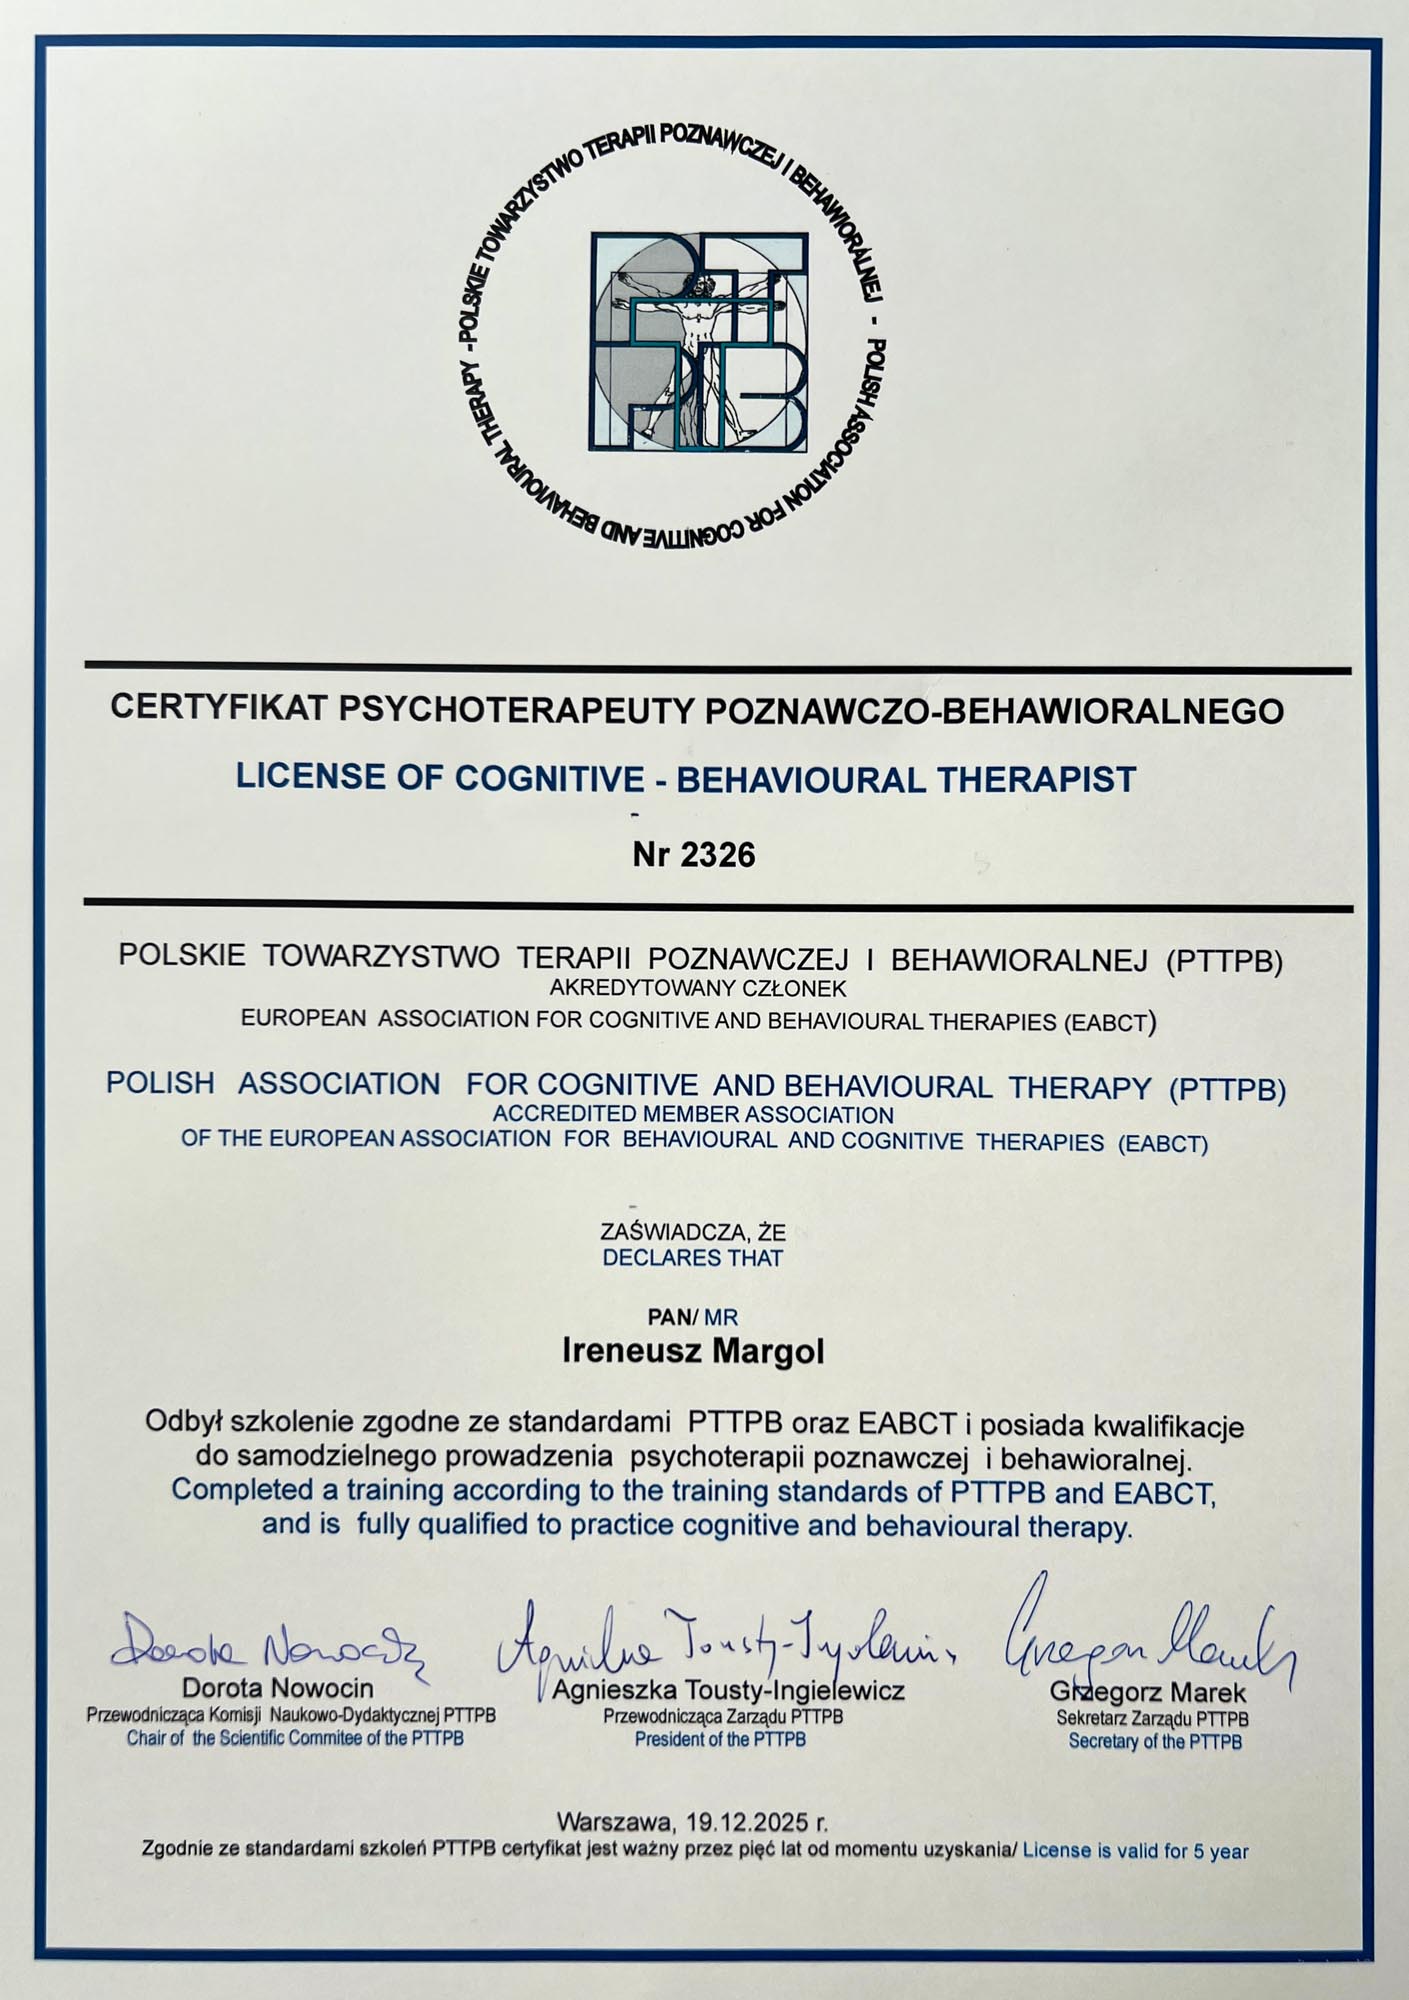 POLSKIE TOWARZYSTWO TERAPII POZNAWCZEJ I BEHAWIORALNEJ - POLISH ASSOCIATION FOR COGNITIVE AND BEHAVIOURAL THERAPY -
PTTPB
CERTYFIKAT PSYCHOTERAPEUTY POZNAWCZO-BEHAWIORALNEGO
LICENSE OF COGNITIVE - BEHAVIOURAL THERAPIST
-
Nr 2326
POLSKIE TOWARZYSTWO TERAPII POZNAWCZEJ I BEHAWIORALNEJ (PTTPB)
AKREDYTOWANY CZŁONEK
EUROPEAN ASSOCIATION FOR COGNITIVE AND BEHAVIOURAL THERAPIES (EABCT)
POLISH ASSOCIATION FOR COGNITIVE AND BEHAVIOURAL THERAPY (PTTPB)
ACCREDITED MEMBER ASSOCIATION
OF THE EUROPEAN ASSOCIATION FOR BEHAVIOURAL AND COGNITIVE THERAPIES (EABCT)
-
ZAŚWIADCZA, ŻE
DECLARES THAT
PAN/ MR
Ireneusz Margol
Odbył szkolenie zgodne ze standardami PTTPB oraz EABCT i posiada kwalifikacje
do samodzielnego prowadzenia psychoterapii poznawczej i behawioralnej.
Completed a training according to the training standards of PTTPB and EABCT,
and is fully qualified to practice cognitive and behavioural therapy.
Dorota Nowocin Agnieszka Tousty-Ingielewicz Grzegorz Marek
Dorota Nowocin Agnieszka Tousty-Ingielewicz Grzegorz Marek
Przewodnicząca Komisji Naukowo-Dydaktycznej PTTPB Przewodnicząca Zarządu PTTPB Sekretarz Zarządu PTTPB
Chair of the Scientific Commitee of the PTTPB President of the PTTPB Secretary of the PTTPB
Warszawa, 19.12.2025 r.
Zgodnie ze standardami szkoleń PTTPB certyfikat jest ważny przez pięć lat od momentu uzyskania/ License is valid for 5 year